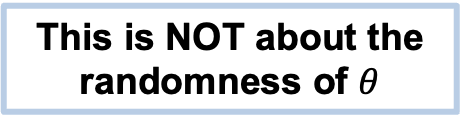 This is NOT about the
randomness of θ